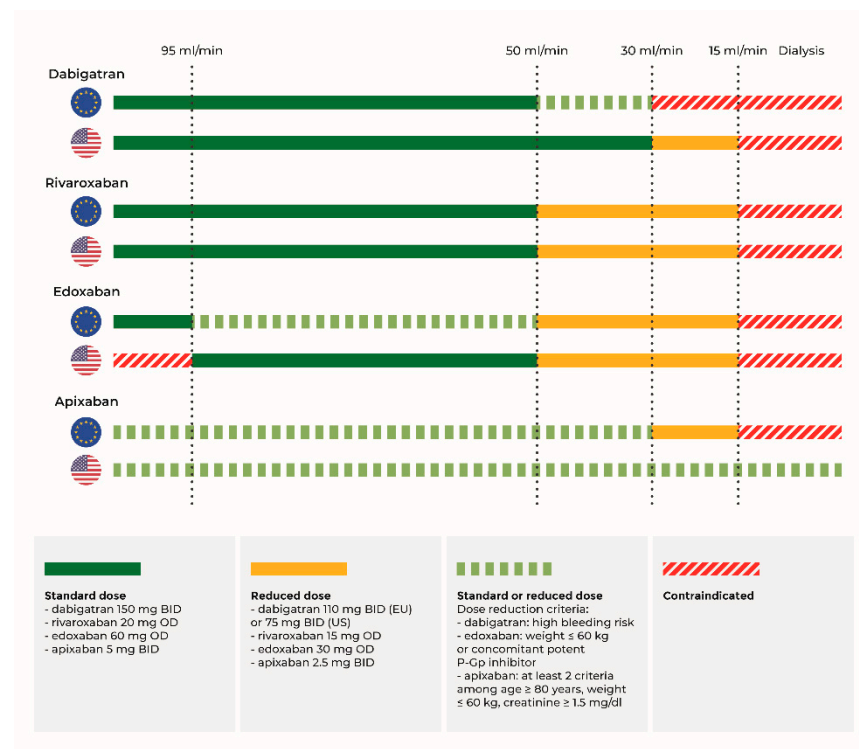 95 ml/min 50 ml/min 30 ml/min 15 ml/min Dialysis
Dabigatran
Rivaroxaban
Edoxaban
Apixaban
Standard dose
- dabigatran 150 mg BID
- rivaroxaban 20 mg OD
- edoxaban 60 mg OD
- apixaban 5 mg BID
Reduced dose
- dabigatran 110 mg BID (EU)
or 75 mg BID (US)
- rivaroxaban 15 mg OD
- edoxaban 30 mg OD
- apixaban 2.5 mg BID
Standard or reduced dose
Dose reduction criteria:
- dabigatran: high bleeding risk
- edoxaban: weight ≤ 60 kg
or concomitant potent
P-Gp inhibitor
- apixaban: at least 2 criteria
among age ≥ 80 years, weight
≤ 60 kg, creatinine ≥ 1.5 mg/dl
Contraindicated